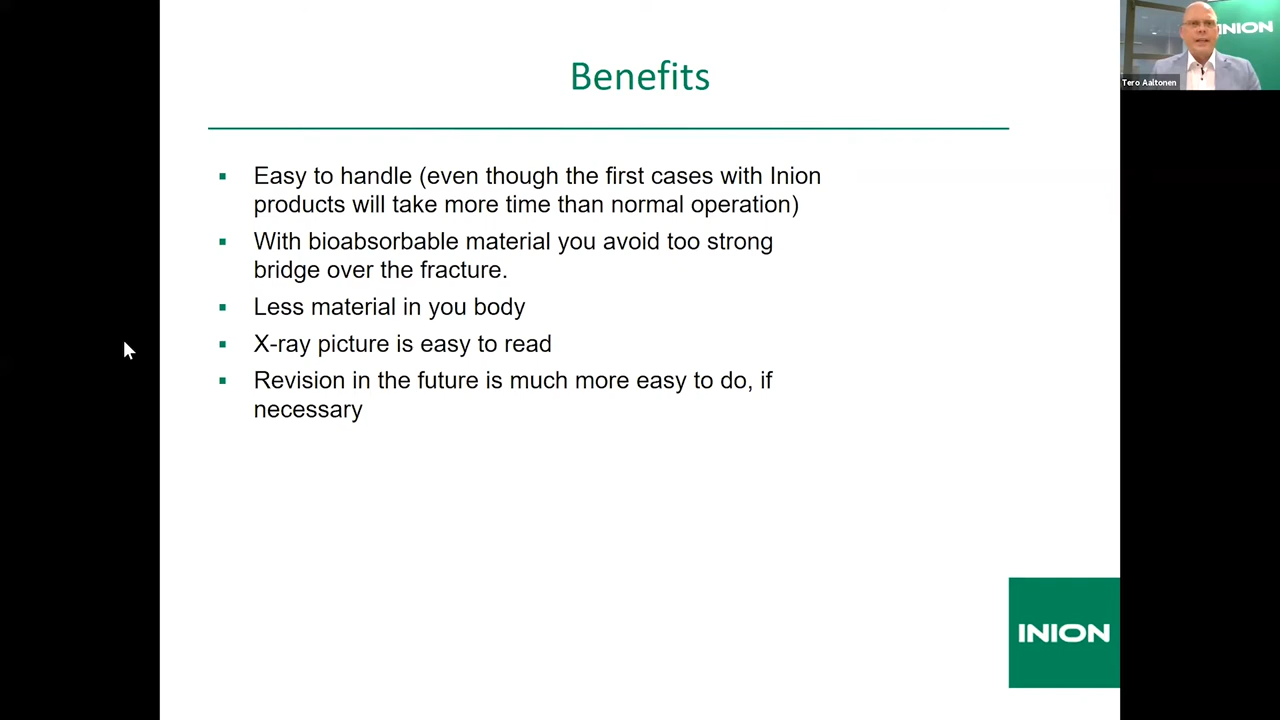 Benefits
Easy to handle (even though the first cases with Inion
products will take more time than normal operation)
With bioabsorbable material you avoid too strong
bridge over the fracture.
Less material in you body
X-ray picture is easy to read
Revision in the future is much more easy to do, if
necessary
INION
INION
Tero Aaltonen